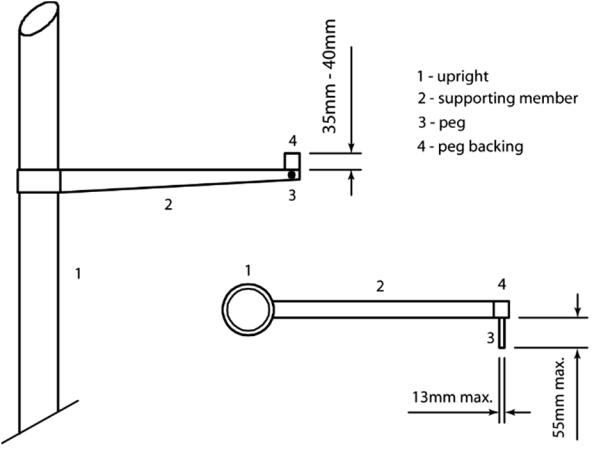 35mm - 40mm
1 - upright
2 - supporting member
3 - peg
4 - peg backing
4
2
3
1
1
2
4
3
13mm max.
55mm max.